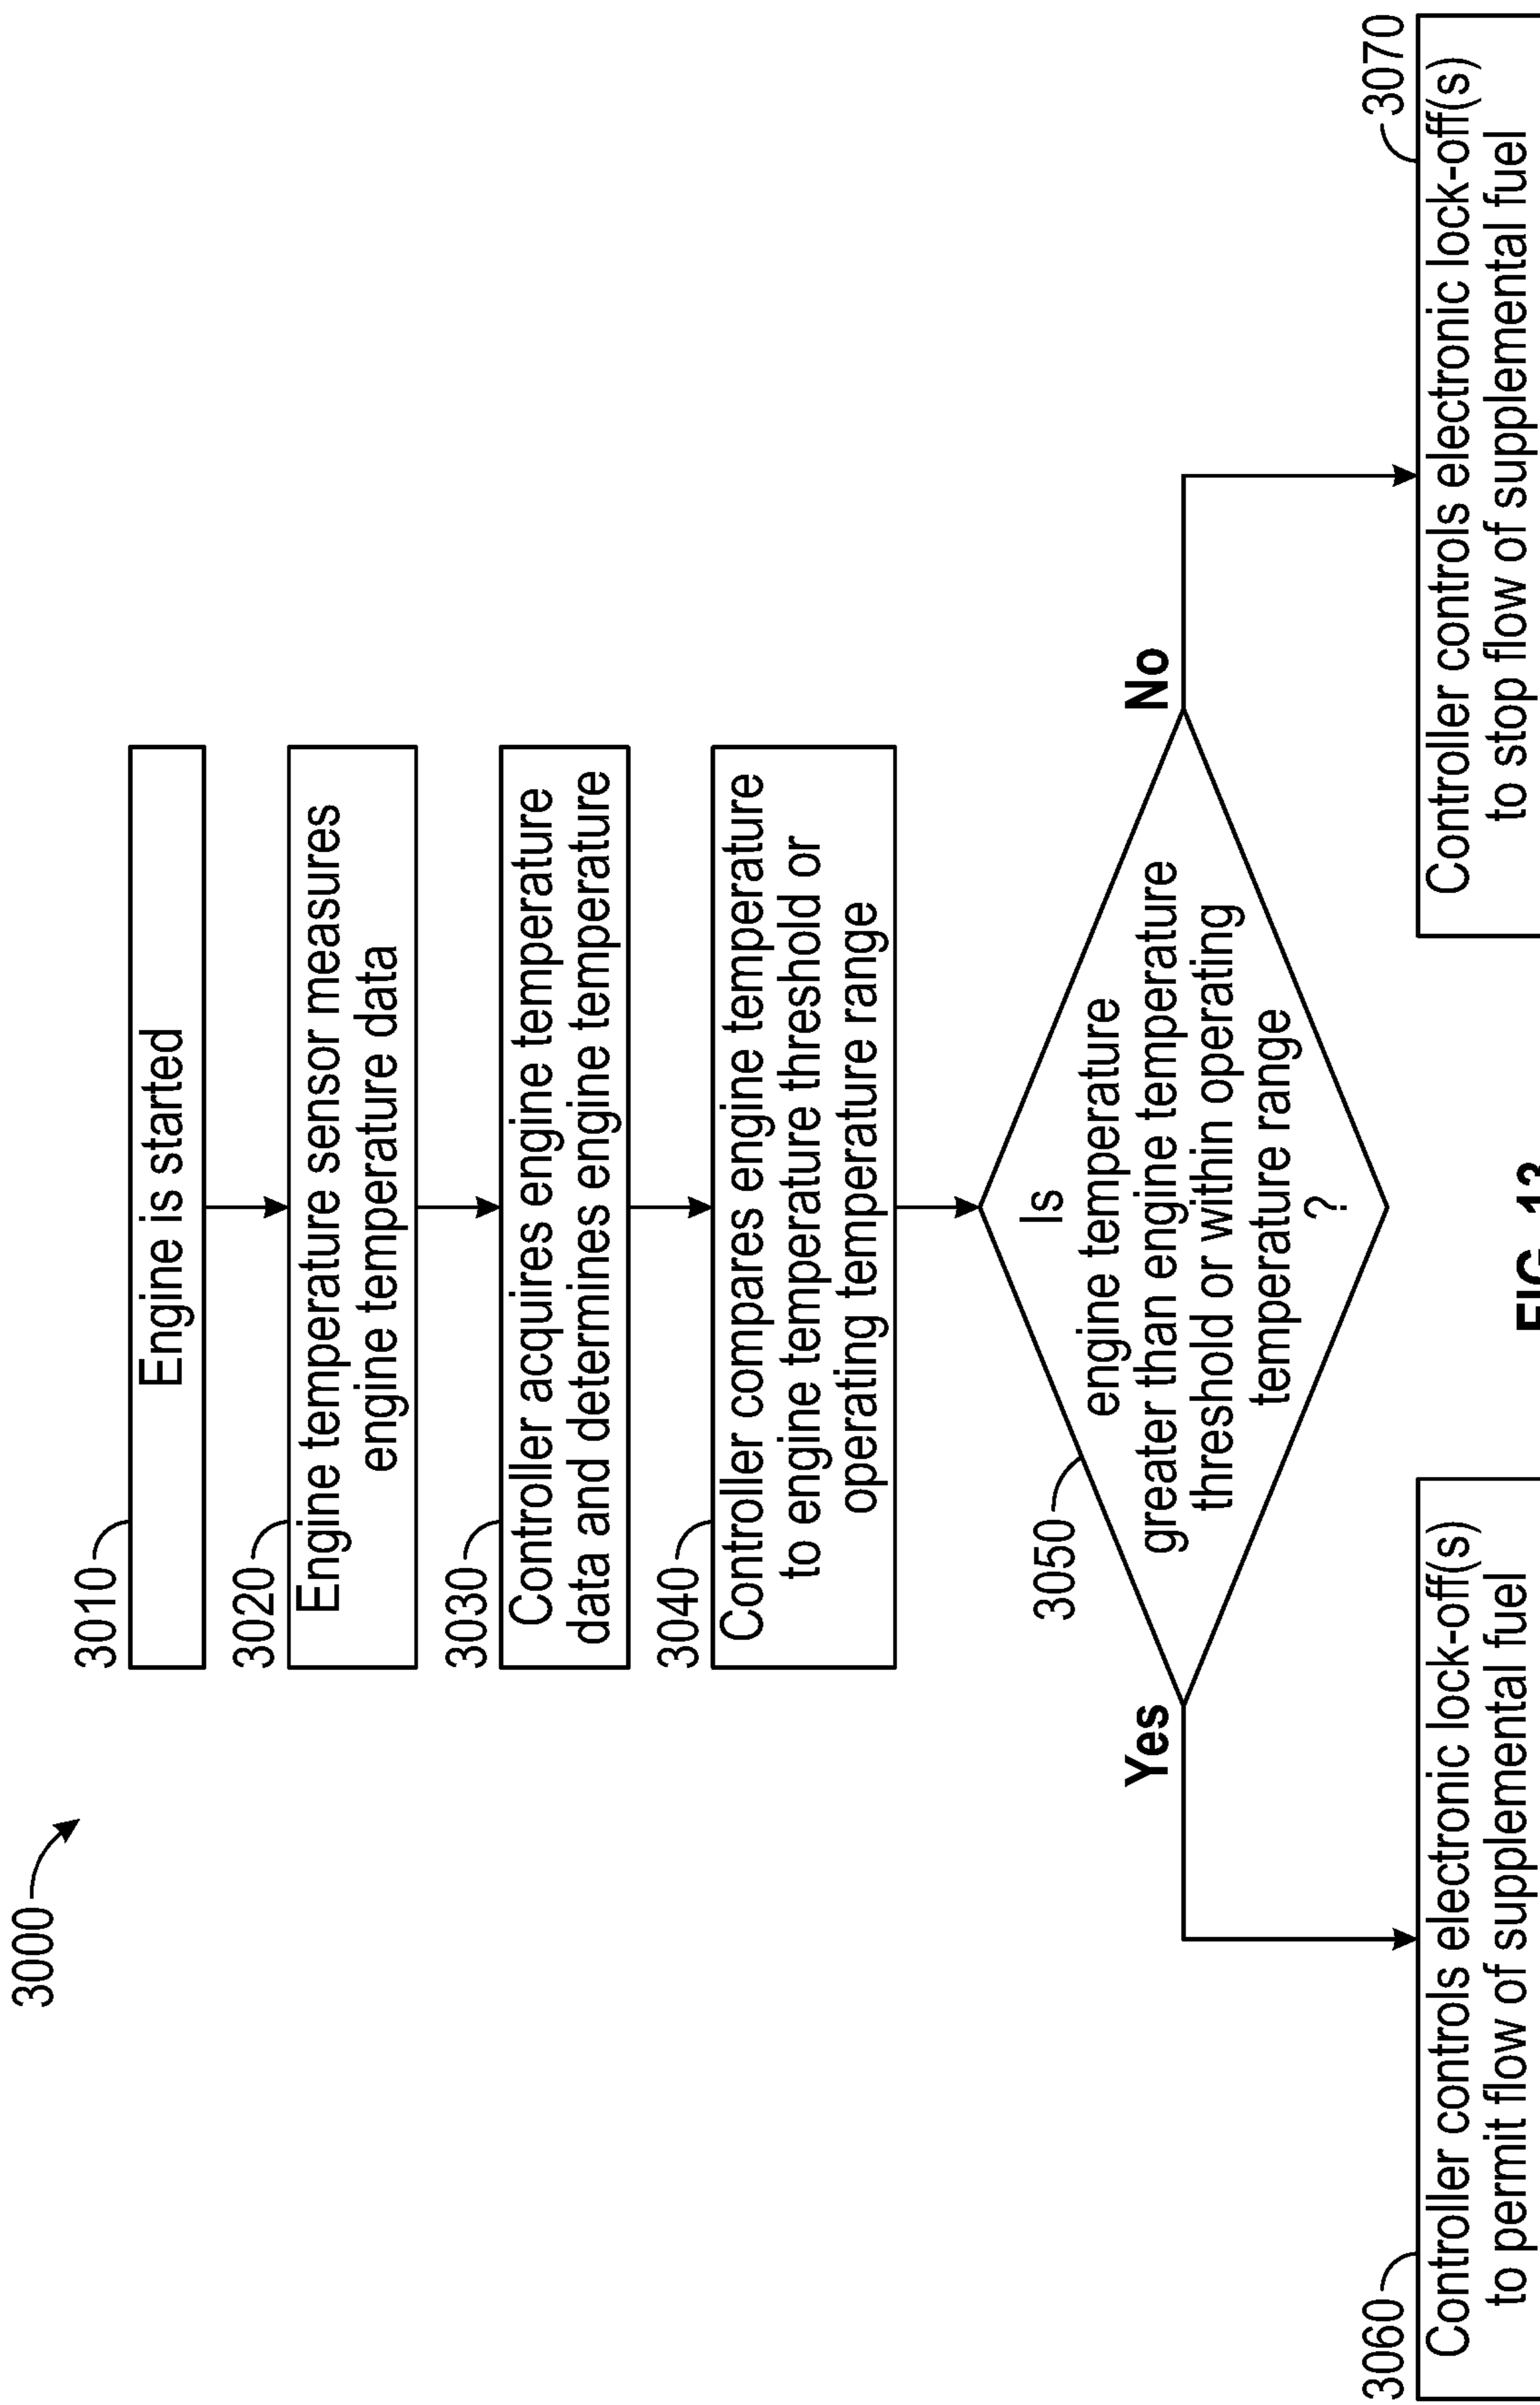 3000
3010
Engine is started
3020
Engine temperature sensor measures
engine temperature data
3030
Controller acquires engine temperature
data and determines engine temperature
3040
Controller compares engine temperature
to engine temperature threshold or
operating temperature range
3050
Is
engine temperature
greater than engine temperature
threshold or within operating
temperature range
?
Yes
No
3060
Controller controls electronic lock-off(s)
to permit flow of supplemental fuel
3070
Controller controls electronic lock-off(s)
to stop flow of supplemental fuel
FIG. 13